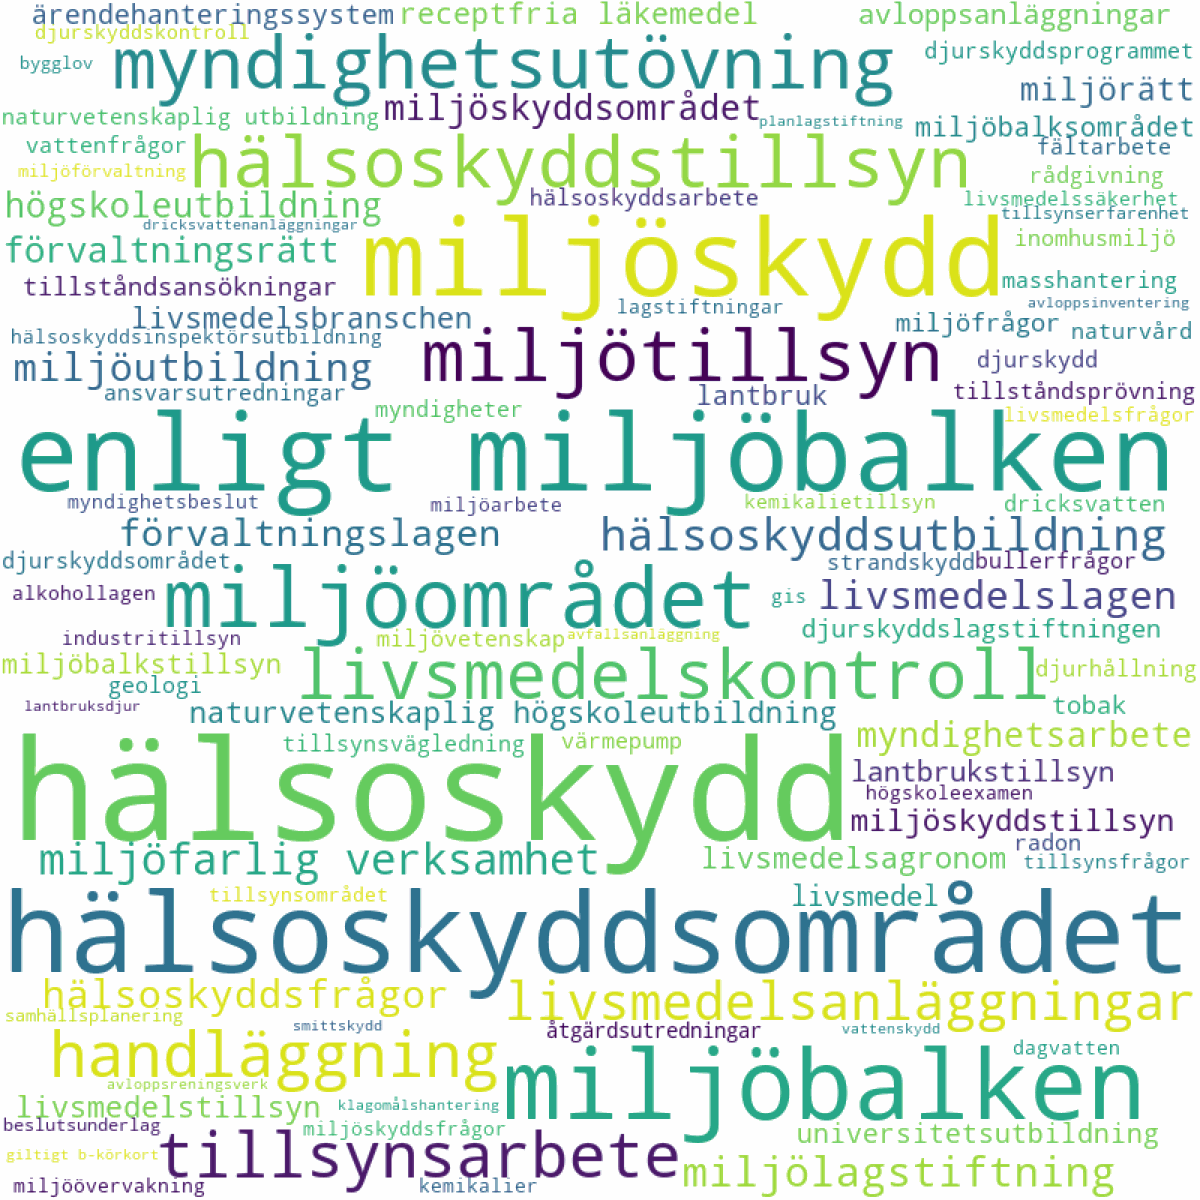 ärendehanteringssystem receptfria läkemedel avloppsanläggningar
djurskyddskontroll
myndighetsutövning djurskyddsprogrammet
bygglov
miljörätt
naturvetenskaplig utbildning miljöskyddsområdet planlagstiftning miljöbalksområdet
vattenfrågor hälsoskyddstillsyn fältarbete
miljöförvaltning rådgivning
högskoleutbildning hälsoskyddsarbete livsmedelssäkerhet
dricksvattenanläggningar tillsynserfarenhet
förvaltningsrätt miljöskydd inomhusmiljö
tillståndsansökningar masshantering
livsmedelsbranschen lagstiftningar avloppsinventering
hälsoskyddsinspektörsutbildning miljöfrågor naturvård
miljöutbildning miljötillsyn djurskydd
ansvarsutredningar lantbruk tillståndsprövning
myndigheter livsmedelsfrågor
enligt miljöbalken
myndighetsbeslut miljöarbete kemikalietillsyn dricksvatten
förvaltningslagen hälsoskyddsutbildning
djurskyddsområdet strandskydd bullerfrågor
alkohollagen miljöområdet gis livsmedelslagen
industritillsyn miljövetenskap avfallsanläggning djurskyddslagstiftningen
miljöbalkstillsyn livsmedelskontroll djurhållning
geologi
lantbruksdjur naturvetenskaplig högskoleutbildning tobak
tillsynsvägledning värmepump myndighetsarbete
hälsoskydd lantbrukstillsyn
högskoleexamen
miljöskyddstillsyn
miljöfarlig verksamhet livsmedelsagronom radon
tillsynsfrågor
tillsynsområdet livsmedel
hälsoskyddsområdet
hälsoskyddsfrågor livsmedelsanläggningar
samhällsplanering smittskydd åtgärdsutredningar vattenskydd
handläggning dagvatten
avloppsreningsverk miljöbalken
livsmedelstillsyn klagomålshantering
beslutsunderlag miljöskyddsfrågor universitetsutbildning
giltigt b-körkort tillsynsarbete miljölagstiftning
miljöövervakning kemikalier